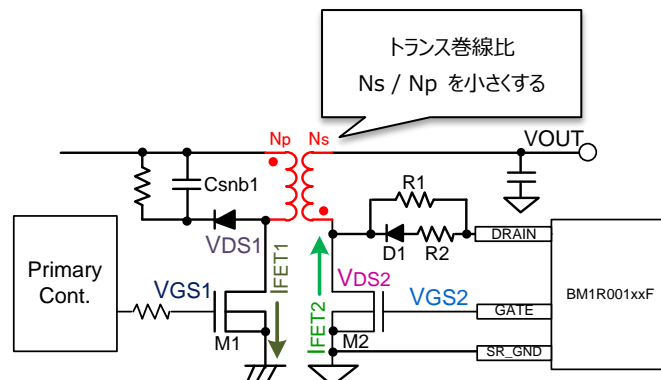 トランス巻線比
Ns / Np を小さくする
Np
Ns
VOUT
Csnb1
R1
D1
R2
DRAIN
VDS1
IFET1
VDS2
Primary
Cont.
VGS1
IFET2
VGS2
GATE
BM1R001xxF
M1
M2
SR_GND